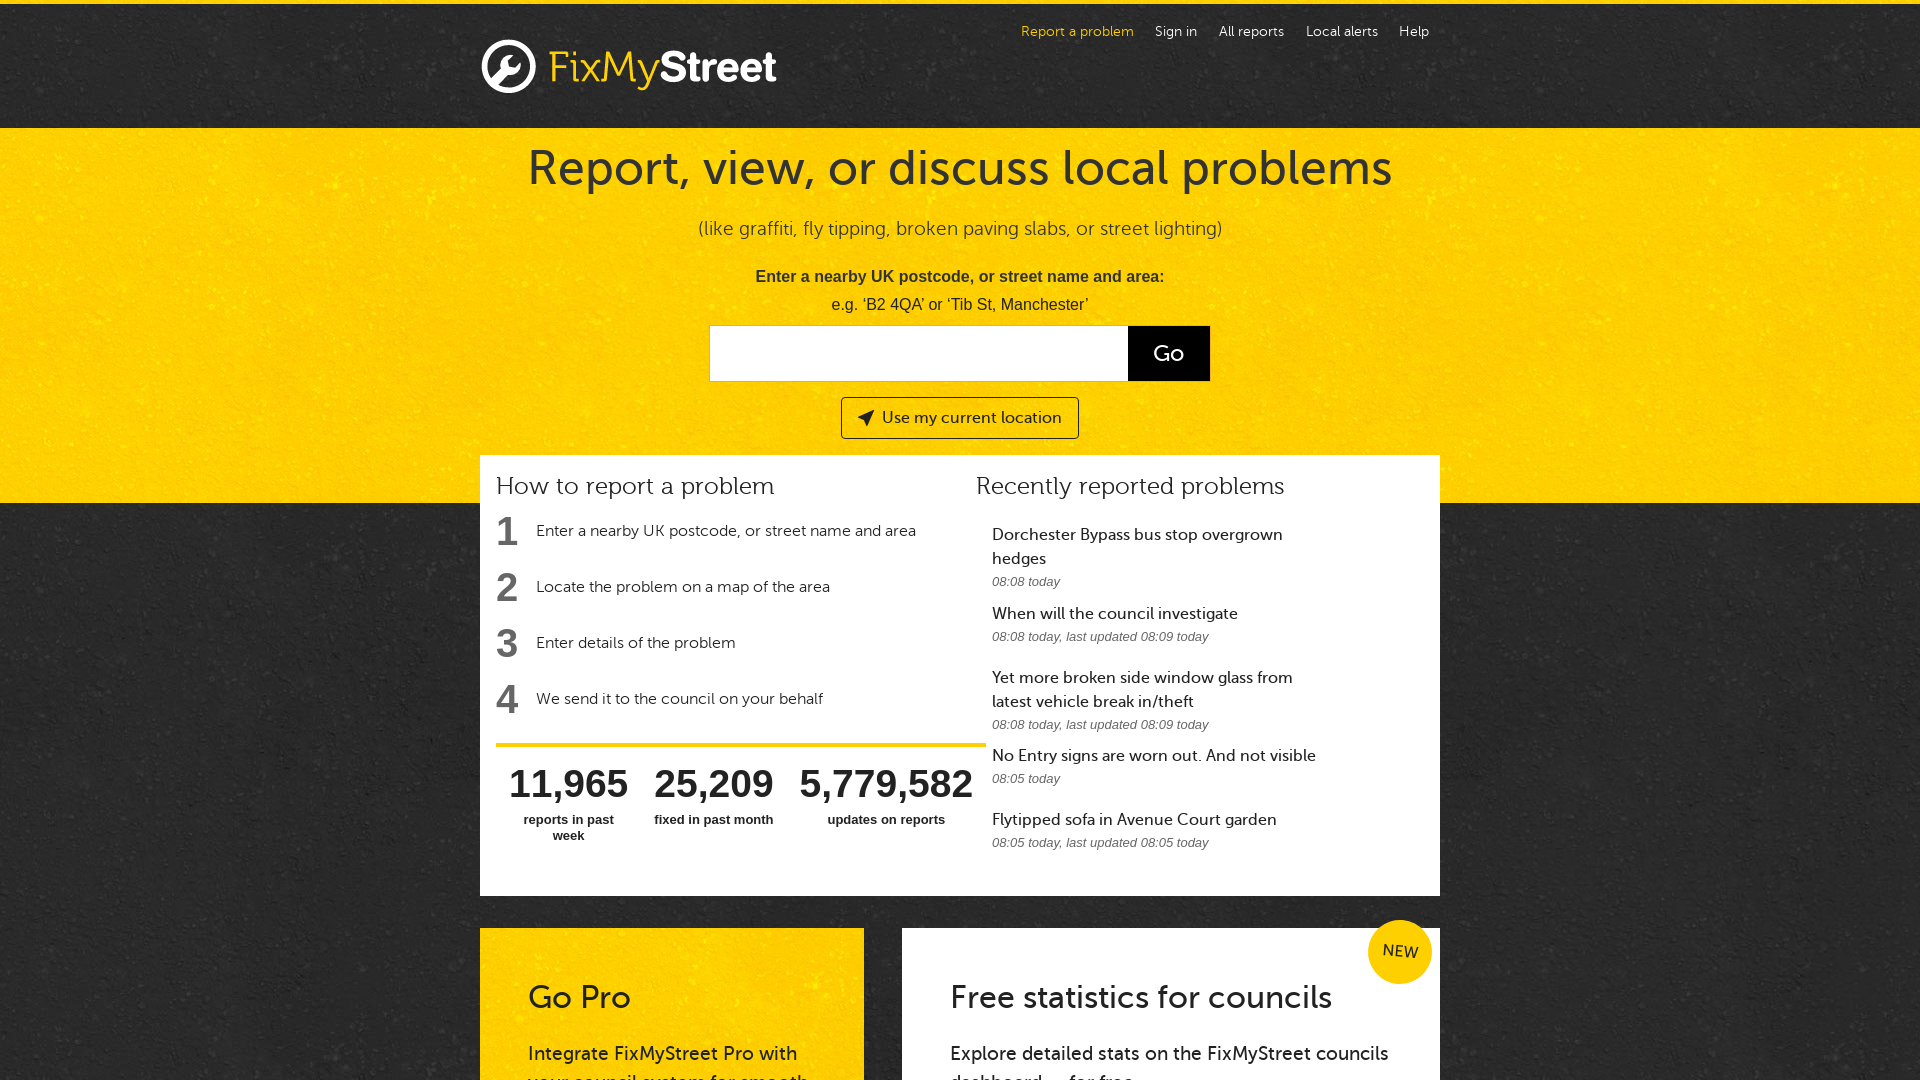 Report a problem
Sign in
All reports
Local alerts
Help
FixMyStreet
Report, view, or discuss local problems
(like graffiti, fly tipping, broken paving slabs, or street lighting)
Enter a nearby UK postcode, or street name and area:
e.g. ‘B2 4QA’ or ‘Tib St, Manchester’
Go
Use my current location
How to report a problem
1 Enter a nearby UK postcode, or street name and area
2 Locate the problem on a map of the area
3 Enter details of the problem
4 We send it to the council on your behalf
11,965
reports in past
week
25,209
fixed in past month
5,779,582
updates on reports
Recently reported problems
Dorchester Bypass bus stop overgrown
hedges
08:08 today
When will the council investigate
08:08 today, last updated 08:09 today
Yet more broken side window glass from
latest vehicle break in/theft
08:08 today, last updated 08:09 today
No Entry signs are worn out. And not visible
08:05 today
Flytipped sofa in Avenue Court garden
08:05 today, last updated 08:05 today
Go Pro
Integrate FixMyStreet Pro with
your council system for smooth
NEW
Free statistics for councils
Explore detailed stats on the FixMyStreet councils
dashboard — for free